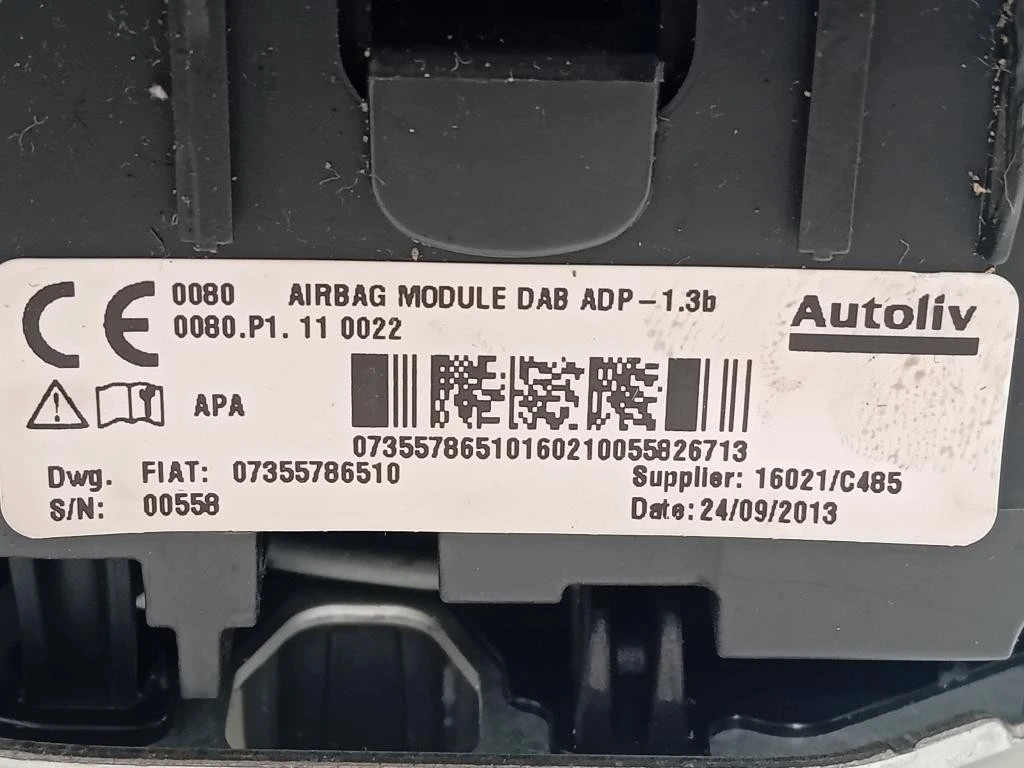 CE 0080 AIRBAG MODULE DAB ADP-1.3b
0080.P1. 11 0022
Autoliv
APA
07355786510160210055826713
Dwg. FIAT: 07355786510
Supplier: 16021/C485
S/N: 00558
Date: 24/09/2013